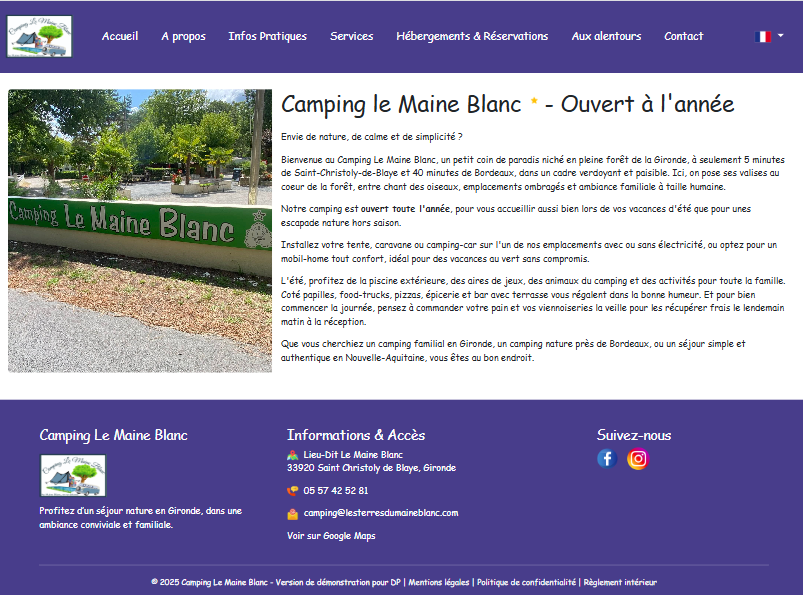 Camping Le Maine Blanc
Accueil A propos Infos Pratiques Services Hébergements & Réservations Aux alentours Contact
Camping Le Maine Blanc
Camping le Maine Blanc - Ouvert à l'année
Envie de nature, de calme et de simplicité ?
Bienvenue au Camping Le Maine Blanc, un petit coin de paradis niché en pleine forêt de la Gironde, à seulement 5 minutes
de Saint-Christoly-de-Blaye et 40 minutes de Bordeaux, dans un cadre verdoyant et paisible. Ici, on pose ses valises au
coeur de la forêt, entre chant des oiseaux, emplacements ombragés et ambiance familiale à taille humaine.
Notre camping est ouvert toute l'année, pour vous accueillir aussi bien lors de vos vacances d'été que pour unes
escapade nature hors saison.
Installez votre tente, caravane ou camping-car sur l'un de nos emplacements avec ou sans électricité, ou optez pour un
mobil-home tout confort, idéal pour des vacances au vert sans compromis.
L'été, profitez de la piscine extérieure, des aires de jeux, des animaux du camping et des activités pour toute la famille.
Coté papilles, food-trucks, pizzas, épicerie et bar avec terrasse vous régalent dans la bonne humeur. Et pour bien
commencer la journée, pensez à commander votre pain et vos viennoiseries la veille pour les récupérer frais le lendemain
matin à la réception.
Que vous cherchiez un camping familial en Gironde, un camping nature près de Bordeaux, ou un séjour simple et
authentique en Nouvelle-Aquitaine, vous êtes au bon endroit.
Camping Le Maine Blanc
Camping Le Maine Blanc
Profitez d'un séjour nature en Gironde, dans une
ambiance conviviale et familiale.
Informations & Accès
Lieu-Dit Le Maine Blanc
33920 Saint Christoly de Blaye, Gironde
05 57 42 52 81
camping@lesterresdumaineblanc.com
Voir sur Google Maps
Suivez-nous
© 2025 Camping Le Maine Blanc - Version de démonstration pour DP | Mentions légales | Politique de confidentialité | Règlement intérieur